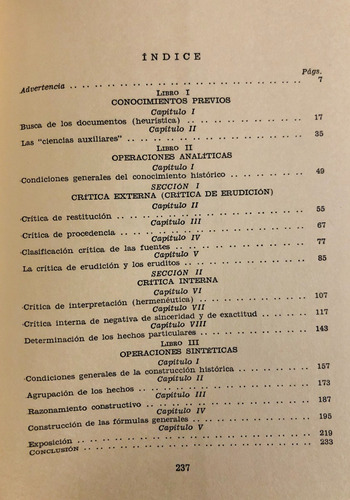 ÍNDICE
Págs.
Advertencia 7
LIBRO I
CONOCIMIENTOS PREVIOS
Capítulo I
Busca de los documentos (heurística) 17
Capítulo II
Las "ciencias auxiliares" 35
LIBRO II
OPERACIONES ANALÍTICAS
Capítulo I
Condiciones generales del conocimiento histórico 49
SECCIÓN I
CRÍTICA EXTERNA (CRÍTICA DE ERUDICIÓN)
Capítulo II
Crítica de restitución 55
Capítulo III
Crítica de procedencia 67
Capítulo IV
Clasificación crítica de las fuentes 77
Capítulo V
La crítica de erudición y los eruditos 85
SECCIÓN II
CRÍTICA INTERNA
Capítulo VI
Crítica de interpretación (hermenéutica) 107
Capítulo VII
Crítica interna de negativa de sinceridad y de exactitud 117
Capítulo VIII
Determinación de los hechos particulares 143
LIBRO III
OPERACIONES SINTÉTICAS
Capítulo I
Condiciones generales de la construcción histórica 157
Capítulo II
Agrupación de los hechos 173
Capítulo III
Razonamiento constructivo 187
Capítulo IV
Construcción de las fórmulas generales 195
Capítulo V
Exposición 219
CONCLUSIÓN 233
237